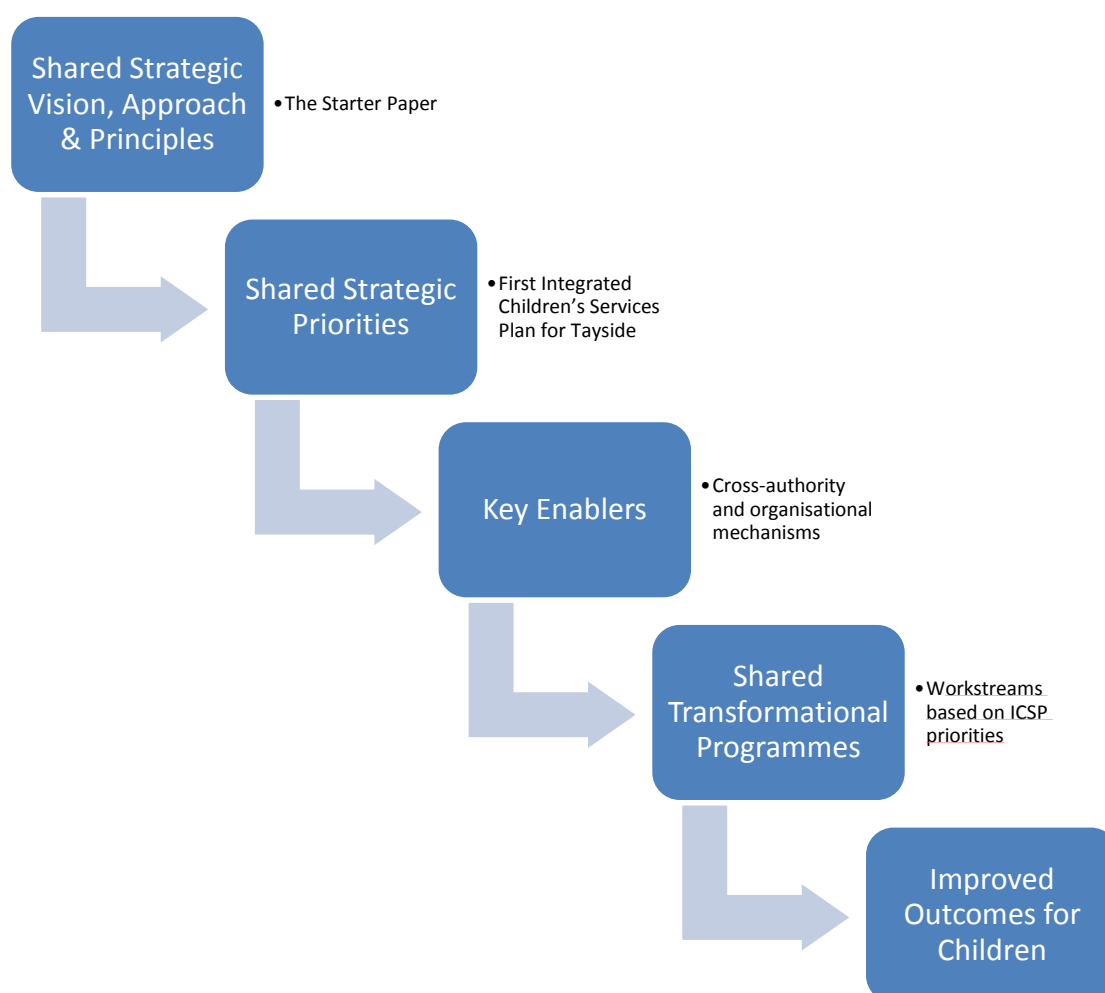 Shared Strategic
Vision, Approach
& Principles
•The Starter Paper
Shared Strategic
Priorities
•First Integrated
Children's Services
Plan for Tayside
Key Enablers
•Cross-authority
and organisational
mechanisms
Shared
Transformational
Programmes
•Workstreams
based on ICSP
priorities
Improved
Outcomes for
Children